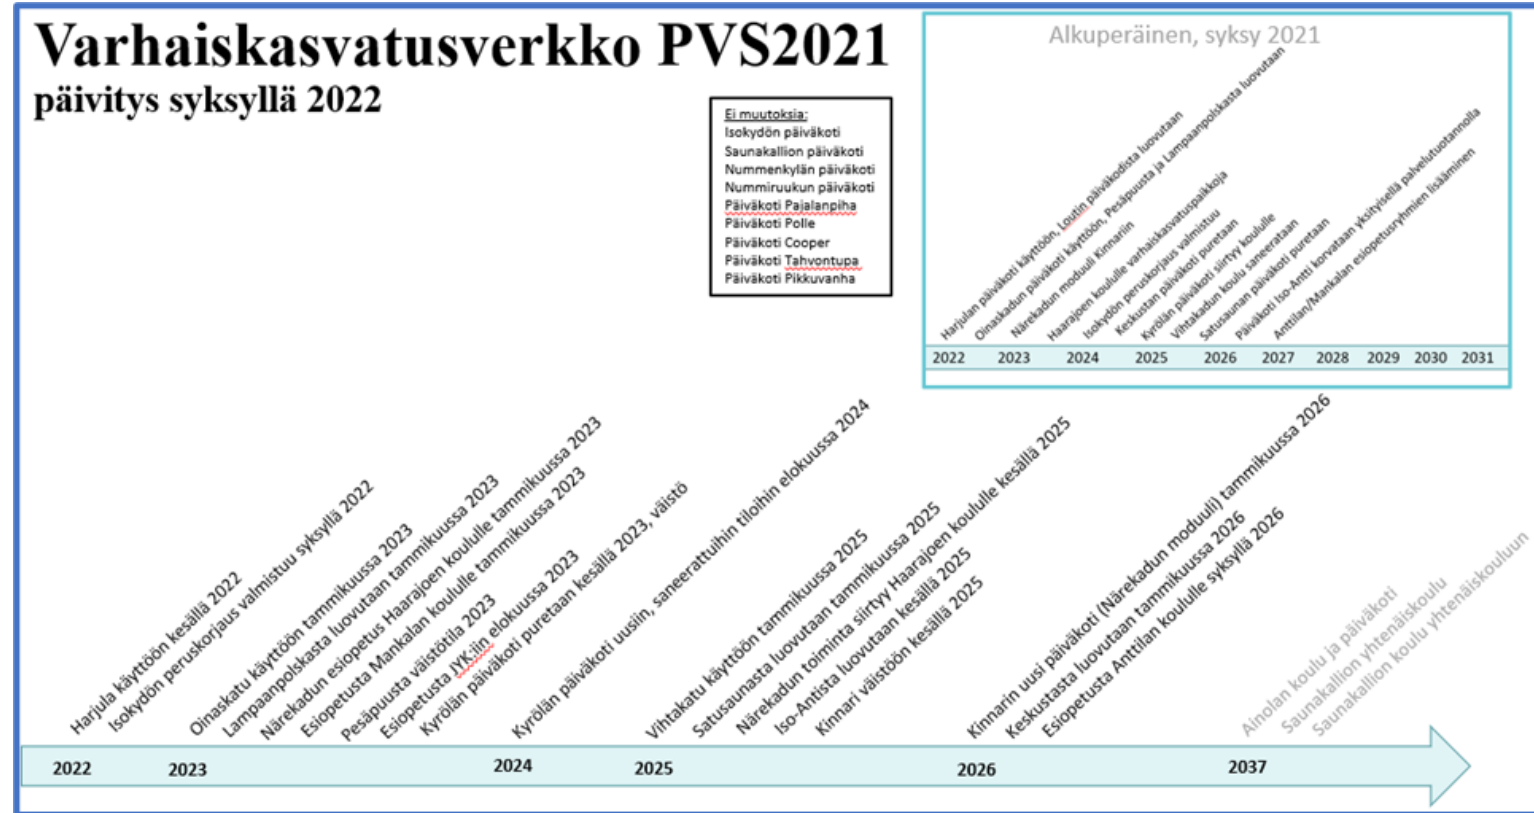 Varhaiskasvatusverkko PVS2021
päivitys syksyllä 2022
Ei muutoksia:
Isokydön päiväkoti
Saunakallion päiväkoti
Nummenkylän päiväkoti
Nummiruukun päiväkoti
Päiväkoti Pajalanpiha
Päiväkoti Polle
Päiväkoti Cooper
Päiväkoti Tahvontupa
Päiväkoti Pikkuvanha
Alkuperäinen, syksy 2021
Harjulan päiväkoti käyttöön, Loutin päiväkodista luovutaan
Oinaskadun päiväkoti käyttöön, Pesäpuusta ja Lampaanpolskasta luovutaan
Närekadun moduuli Kinnariin
Haarajoen koululle varhaiskasvatuspaikkoja
Isokydön peruskorjaus valmistuu
Keskustan päiväkoti puretaan
Kyrölän päiväkoti siirtyy koululle
Vihtakadun koulu saneerataan
Satusaunan päiväkoti puretaan
Päiväkoti Iso-Antti korvataan yksityisellä palvelutuotannolla
Anttilan/Mankalan esiopetusryhmien lisääminen
2022 2023 2024 2025 2026 2027 2028 2029 2030 2031
Harjula käyttöön kesällä 2022
Isokydön peruskorjaus valmistuu syksyllä 2022
Oinaskatu käyttöön tammikuussa 2023
Lampaanpolskasta luovutaan tammikuussa 2023
Närekadun esiopetus Haarajoen koululle tammikuussa 2023
Esiopetusta Mankalan koululle tammikuussa 2023
Pesäpuusta väistötila 2023
Esiopetusta JYK:iin elokuussa 2023
Kyrölän päiväkoti puretaan kesällä 2023, väistö
Kyrölän päiväkoti uusiin, saneerattuihin tiloihin elokuussa 2024
Vihtakatu käyttöön tammikuussa 2025
Satusaunasta luovutaan tammikuussa 2025
Närekadun toiminta siirtyy Haarajoen koululle kesällä 2025
Iso-Antista luovutaan kesällä 2025
Kinnari väistöön kesällä 2025
Kinnarin uusi päiväkoti (Närekadun moduuli) tammikuussa 2026
Keskustasta luovutaan tammikuussa 2026
Esiopetusta Anttilan koululle syksyllä 2026
Ainolan koulu ja päiväkoti
Saunakallion yhtenäiskoulu
Saunakallion koulu yhtenäiskouluun
2022 2023 2024 2025 2026 2037